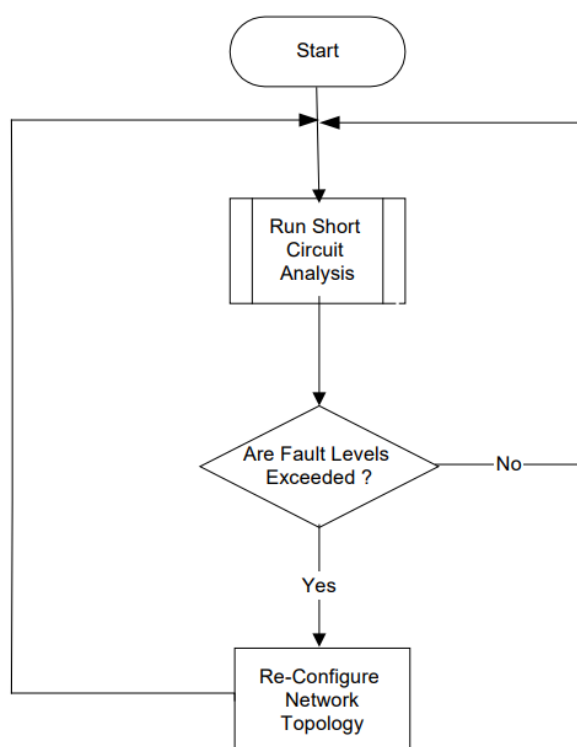 Start
Run Short
Circuit
Analysis
Are Fault Levels
Exceeded ?
No
Yes
Re-Configure
Network
Topology